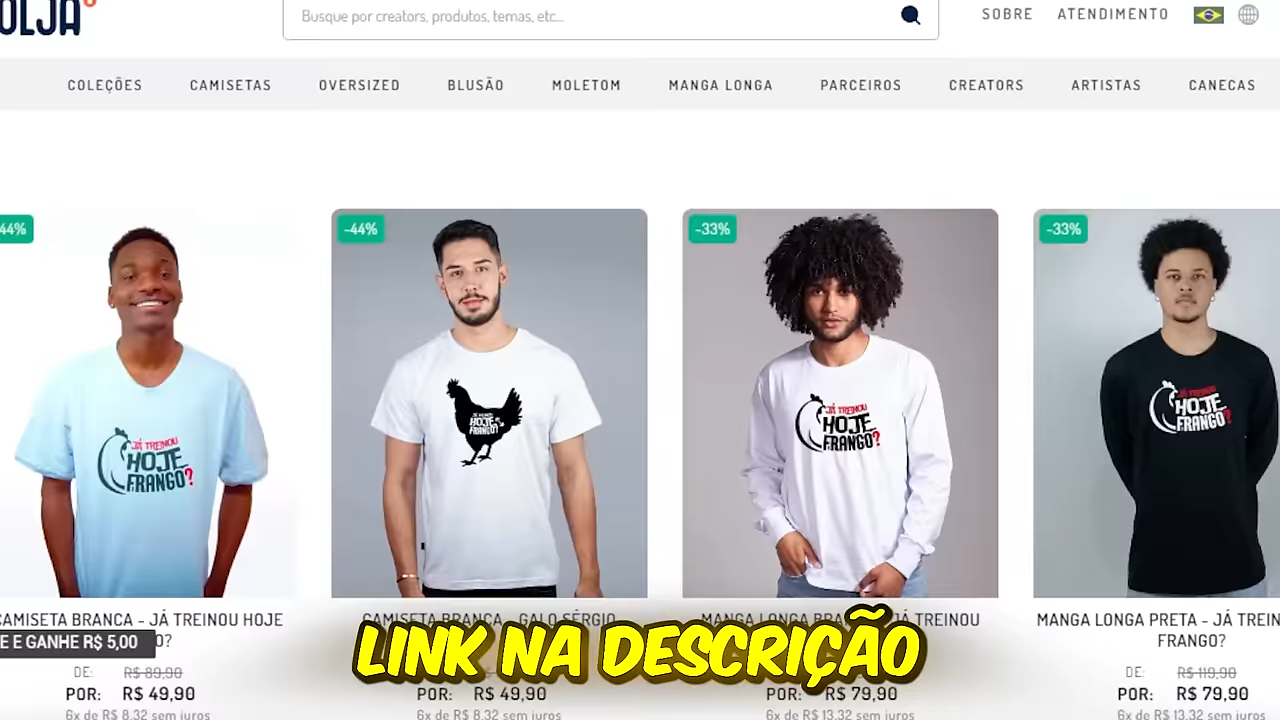 OLJA
Busque por creators, produtos, temas, etc...
SOBRE
ATENDIMENTO
COLEÇÕES
CAMISETAS
OVERSIZED
BLUSÃO
MOLETOM
MANGA LONGA
PARCEIROS
CREATORS
ARTISTAS
CANECAS
44%
-44%
-33%
-33%
JÁ TREINOU
HOJE
FRANGO?
HOJE
FRANGO?
JÁ TREINOU
HOJE
FRANGO?
JÁ TREINOU
HOJE
FRANGO?
CAMISETA BRANCA - JÁ TREINOU HOJE
O?
E E GANHE R$ 5,00
DE: R$ 89,90
POR: R$ 49,90
6x de R$ 8,32 sem juros
CAMISETA BRANCA - GALO SÉRGIO
POR: R$ 49,90
6x de R$ 8,32 sem juros
MANGA LONGA BRA JÁ TREINOU
POR: R$ 79,90
6x de R$ 13,32 sem juros
MANGA LONGA PRETA - JÁ TREIN
FRANGO?
DE: R$ 119,90
POR: R$ 79,90
6x de R$ 13,32 sem juros
LINK NA DESCRIÇÃO